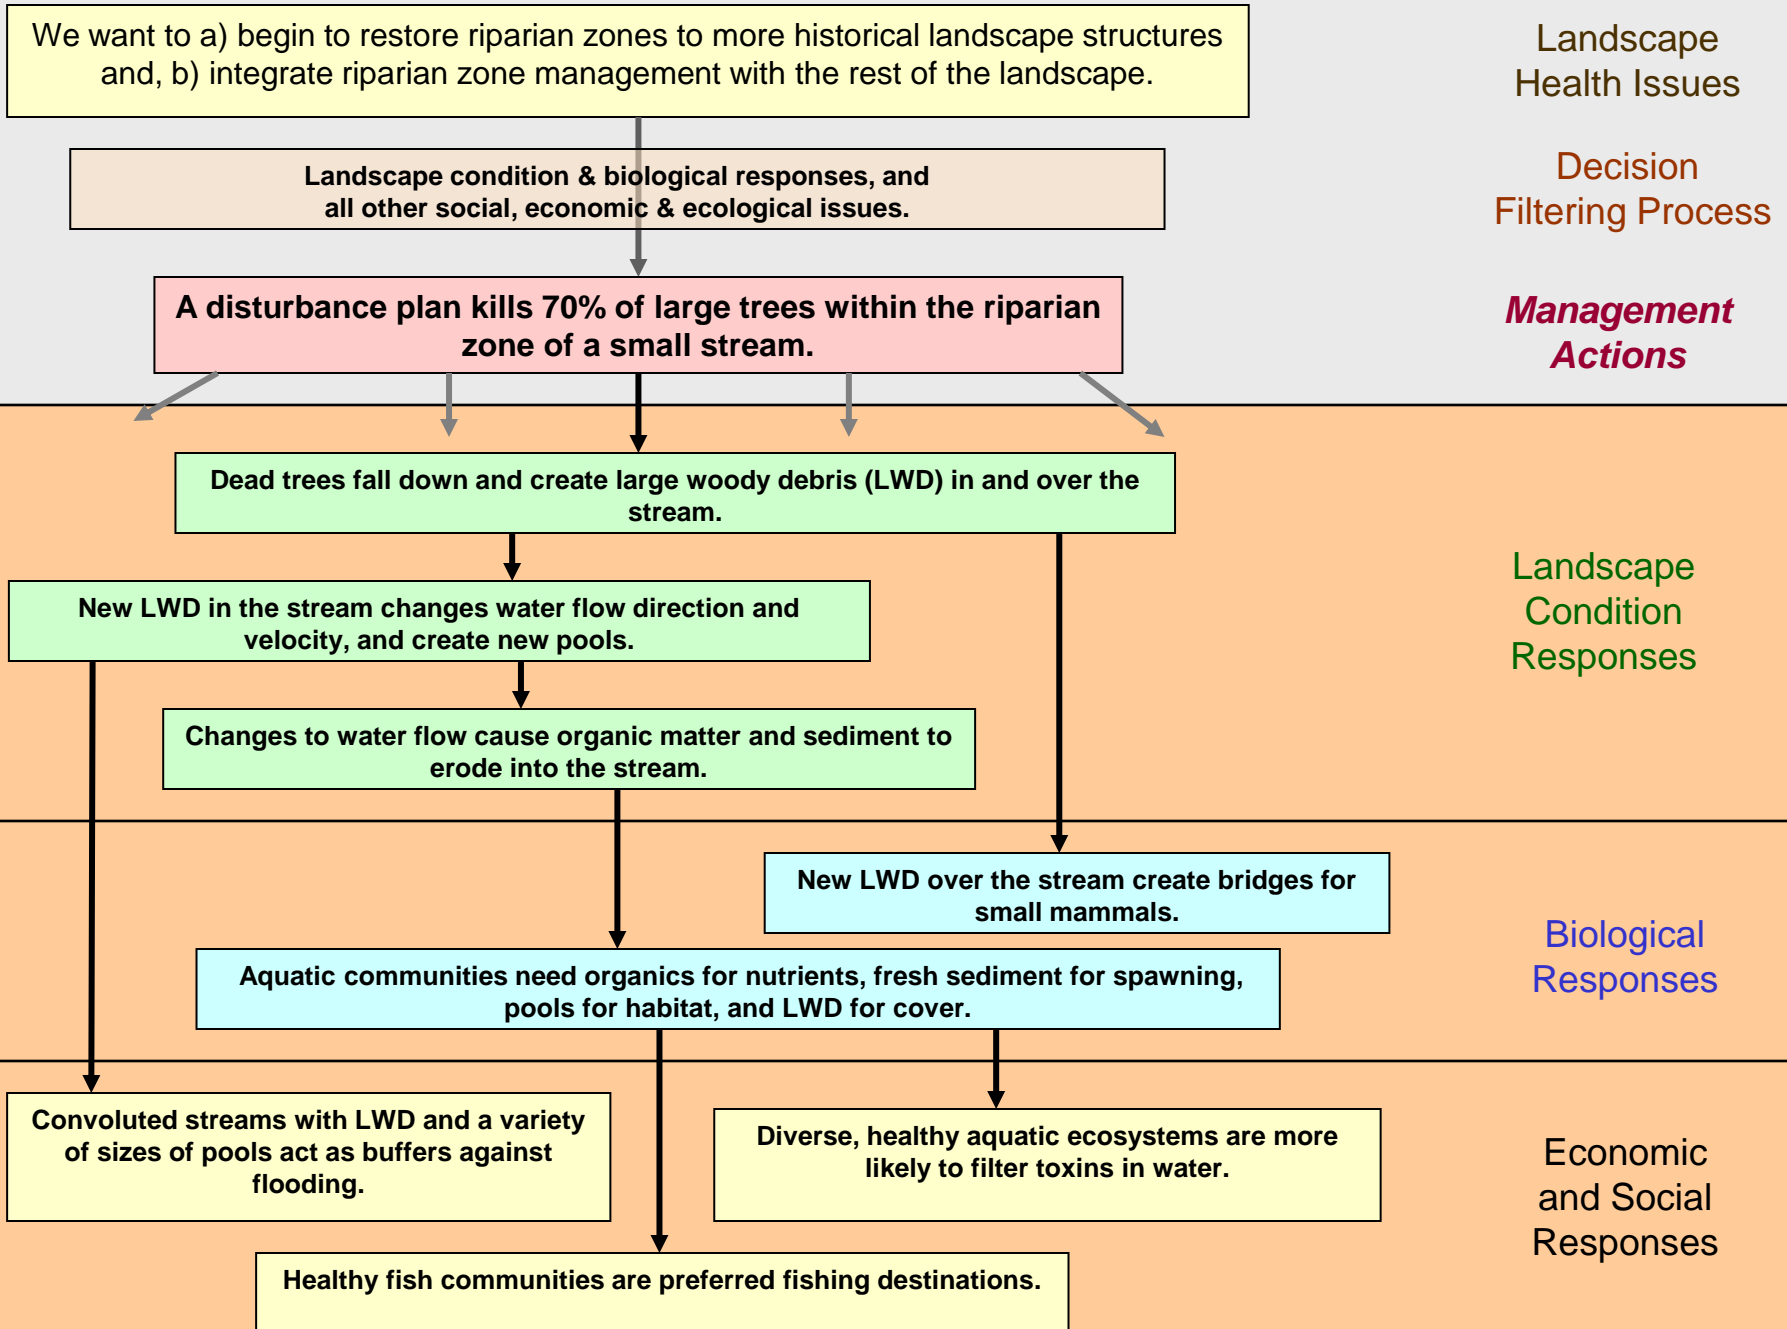 We want to a) begin to restore riparian zones to more historical landscape structures
and, b) integrate riparian zone management with the rest of the landscape.
Landscape
Health Issues
Landscape condition & biological responses, and
all other social, economic & ecological issues.
Decision
Filtering Process
A disturbance plan kills 70% of large trees within the riparian
zone of a small stream.
Management
Actions
Dead trees fall down and create large woody debris (LWD) in and over the
stream.
New LWD in the stream changes water flow direction and
velocity, and create new pools.
Changes to water flow cause organic matter and sediment to
erode into the stream.
Landscape
Condition
Responses
New LWD over the stream create bridges for
small mammals.
Aquatic communities need organics for nutrients, fresh sediment for spawning,
pools for habitat, and LWD for cover.
Biological
Responses
Convoluted streams with LWD and a variety
of sizes of pools act as buffers against
flooding.
Diverse, healthy aquatic ecosystems are more
likely to filter toxins in water.
Healthy fish communities are preferred fishing destinations.
Economic
and Social
Responses